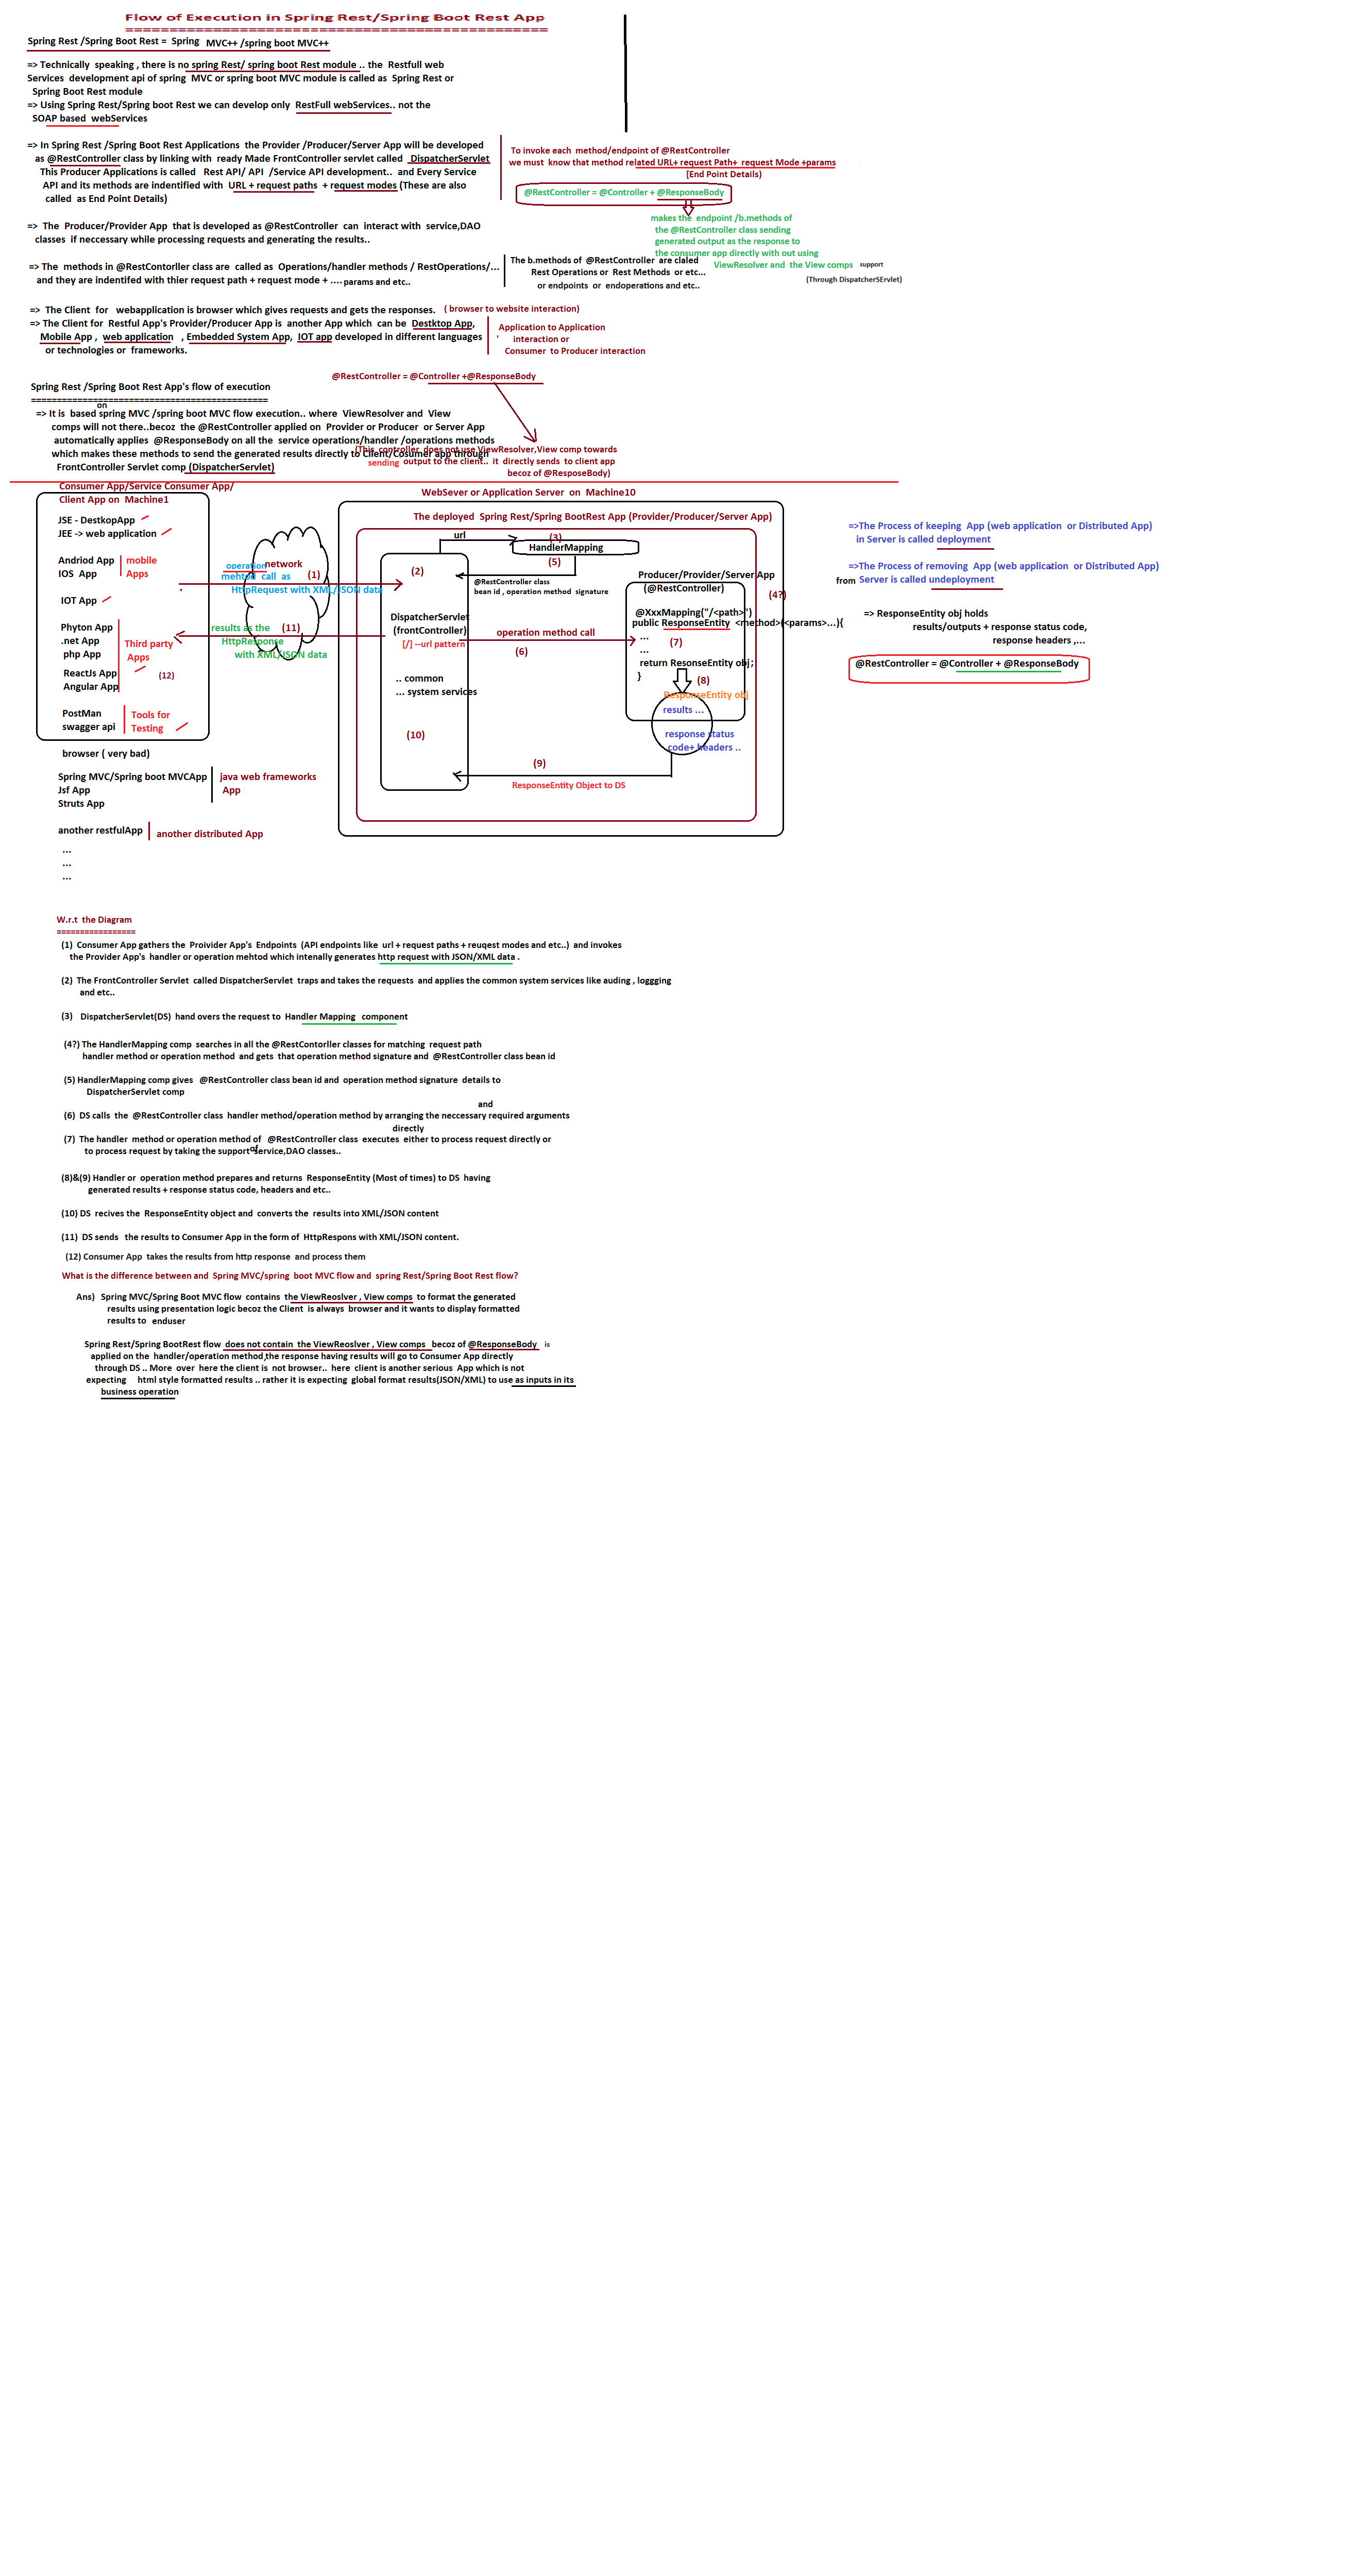 Flow of Execution in Spring Rest/Spring Boot Rest App
================================================
Spring Rest /Spring Boot Rest = Spring MVC++ /spring boot MVC++
=> Technically speaking , there is no spring Rest/ spring boot Rest module .. the Restfull web
Services development api of spring MVC or spring boot MVC module is called as Spring Rest or
Spring Boot Rest module
=> Using Spring Rest/Spring boot Rest we can develop only RestFull webServices.. not the
SOAP based webServices
=> In Spring Rest /Spring Boot Rest Applications the Provider /Producer/Server App will be developed
as @RestController class by linking with ready Made FrontController servlet called DispatcherServlet
This Producer Applications is called Rest API/ API /Service API development.. and Every Service
API and its methods are indentified with URL + request paths + request modes (These are also
called as End Point Details)
To invoke each method/endpoint of @RestController
we must know that method related URL+ request Path+ request Mode +params
[End Point Details)
@RestController = @Controller + @ResponseBody
makes the endpoint /b.methods of
the @RestController class sending
generated output as the response to
the consumer app directly with out using
ViewResolver and the View comps support
(Through DispatcherSErvlet)
=> The Producer/Provider App that is developed as @RestController can interact with service,DAO
classes if neccessary while processing requests and generating the results..
=> The methods in @RestContorller class are called as Operations/handler methods / RestOperations/...
and they are indentifed with thier request path + request mode + .... params and etc..
The b.methods of @RestController are claled
Rest Operations or Rest Methods or etc...
or endpoints or endoperations and etc..
=> The Client for webapplication is browser which gives requests and gets the responses. ( browser to website interaction)
=> The Client for Restful App's Provider/Producer App is another App which can be Destktop App,
Mobile App , web application , Embedded System App, IOT app developed in different languages
or technologies or frameworks.
Application to Application
' interaction or
Consumer to Producer interaction
@RestController = @Controller +@ResponseBody
Spring Rest /Spring Boot Rest App's flow of execution
==============================================
on
=> It is based spring MVC /spring boot MVC flow execution.. where ViewResolver and View
comps will not there..becoz the @RestController applied on Provider or Producer or Server App
automatically applies @ResponseBody on all the service operations/handler /operations methods
which makes these methods to send the generated results directly to Client/Cosumer app through
FrontController Servlet comp (DispatcherServlet)
(This controller does not use ViewResolver,View comp towards
sending output to the client.. it directly sends to client app
becoz of @ResposeBody)
Consumer App/Service Consumer App/
Client App on Machine1
JSE - DestkopApp
JEE -> web application
Andriod App
IOS App
mobile
Apps
IOT App
Phyton App
.net App
php App
ReactJs App
Angular App
Third party
Apps
(12)
PostMan
swagger api
Tools for
Testing
browser ( very bad)
Spring MVC/Spring boot MVCApp
Jsf App
Struts App
java web frameworks
App
another restfulApp
another distributed App
...
...
...
network
operation
mehtod call as (1)
HttpRequest with XML/JSON data
results as the (11)
HttpResponse
with XML/JSON data
WebSever or Application Server on Machine10
The deployed Spring Rest/Spring BootRest App (Provider/Producer/Server App)
url
(3)
HandlerMapping
(5)
(2)
@RestController class
bean id , operation method signature
DispatcherServlet
(frontController)
[/] --url pattern
operation method call
(6)
.. common
... system services
(10)
Producer/Provider/Server App
(@RestController)
(4?)
@XxxMapping("/<path>")
public ResponseEntity <method>(<params>...){
...
(7)
...
return ResonseEntity obj;
}
(8)
ResponseEntity obj
results ...
response status
code+ headers ..
(9)
ResponseEntity Object to DS
=>The Process of keeping App (web application or Distributed App)
in Server is called deployment
=>The Process of removing App (web application or Distributed App)
from Server is called undeployment
=> ResponseEntity obj holds
results/outputs + response status code,
response headers ,...
@RestController = @Controller + @ResponseBody
W.r.t the Diagram
=================
(1) Consumer App gathers the Proivider App's Endpoints (API endpoints like url + request paths + reuqest modes and etc..) and invokes
the Provider App's handler or operation mehtod which intenally generates http request with JSON/XML data .
(2) The FrontController Servlet called DispatcherServlet traps and takes the requests and applies the common system services like auding , loggging
and etc..
(3) DispatcherServlet(DS) hand overs the request to Handler Mapping component
(4?) The HandlerMapping comp searches in all the @RestContorller classes for matching request path
handler method or operation method and gets that operation method signature and @RestController class bean id
(5) HandlerMapping comp gives @RestController class bean id and operation method signature details to
DispatcherServlet comp
and
(6) DS calls the @RestController class handler method/operation method by arranging the neccessary required arguments
directly
(7) The handler method or operation method of @RestController class executes either to process request directly or
to process request by taking the support of service,DAO classes..
(8)&(9) Handler or operation method prepares and returns ResponseEntity (Most of times) to DS having
generated results + response status code, headers and etc..
(10) DS recives the ResponseEntity object and converts the results into XML/JSON content
(11) DS sends the results to Consumer App in the form of HttpRespons with XML/JSON content.
(12) Consumer App takes the results from http response and process them
What is the difference between and Spring MVC/spring boot MVC flow and spring Rest/Spring Boot Rest flow?
Ans) Spring MVC/Spring Boot MVC flow contains the ViewReoslver , View comps to format the generated
results using presentation logic becoz the Client is always browser and it wants to display formatted
results to enduser
Spring Rest/Spring BootRest flow does not contain the ViewReoslver , View comps becoz of @ResponseBody is
applied on the handler/operation method,the response having results will go to Consumer App directly
through DS .. More over here the client is not browser.. here client is another serious App which is not
expecting html style formatted results .. rather it is expecting global format results(JSON/XML) to use as inputs in its
business operation